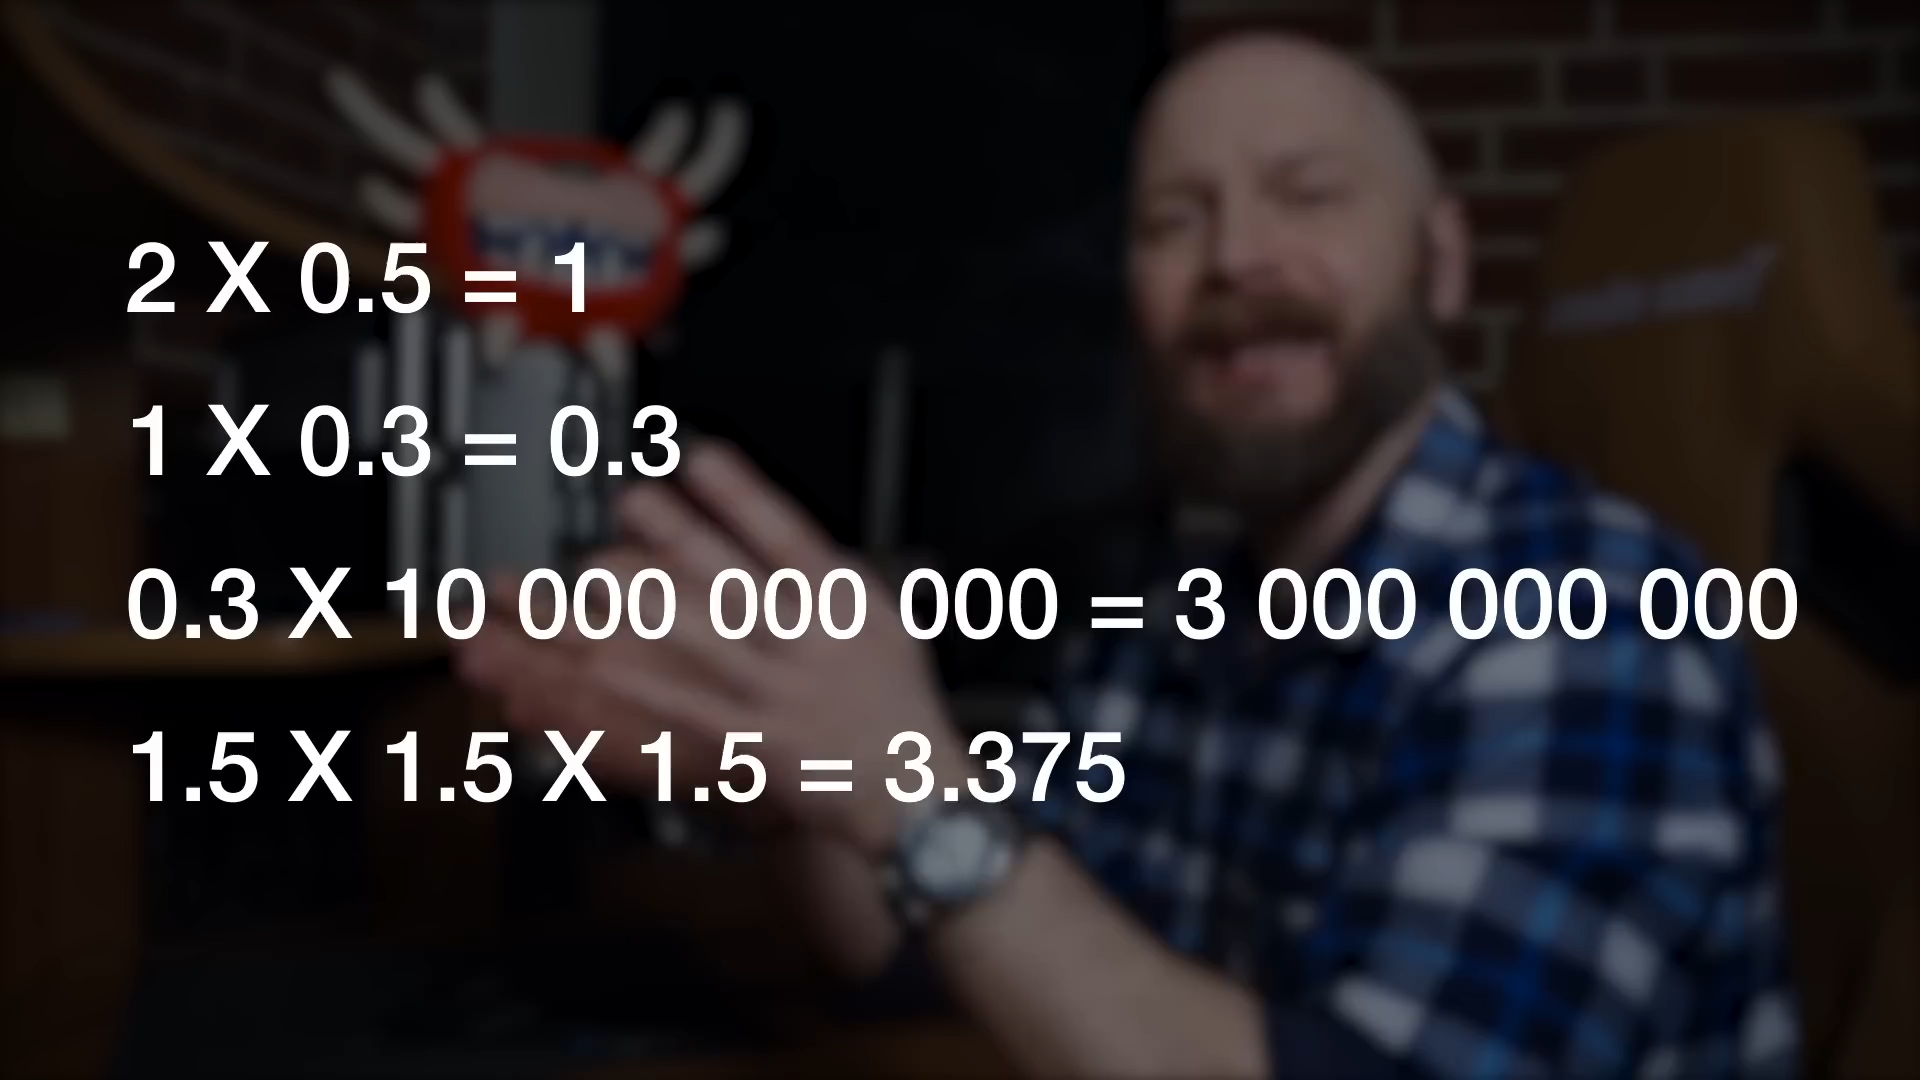 2 X 0.5 = 1
1 X 0.3 = 0.3
0.3 X 10 000 000 000 = 3 000 000 000
1.5 X 1.5 X 1.5 = 3.375